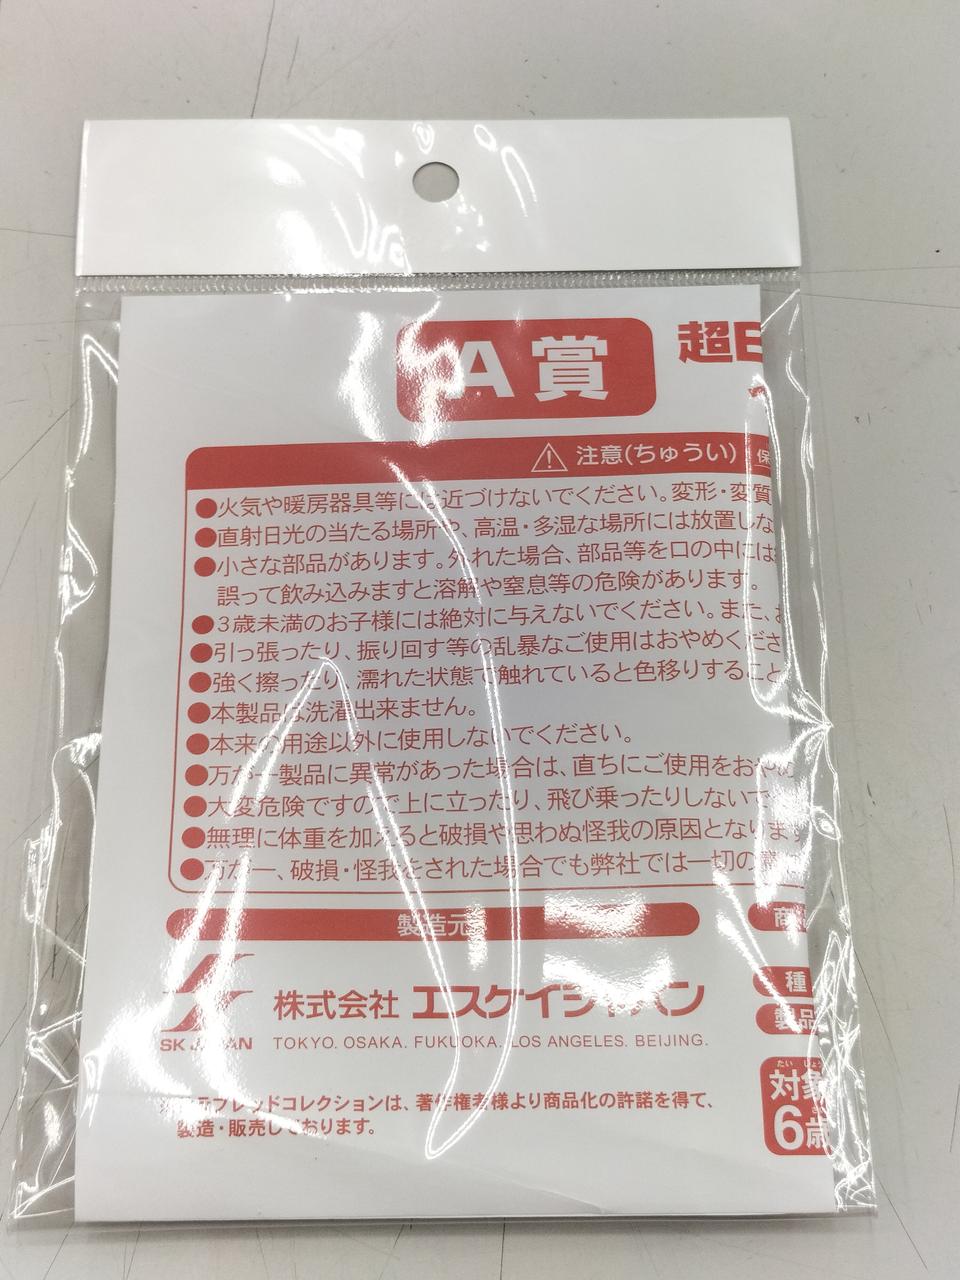 A賞
超B
注意(ちゅうい)
保
●火気や暖房器具等には近づけないでください。変形・変質
●直射日光の当たる場所や、高温・多湿な場所には放置しな
●小さな部品があります。外れた場合、部品等を口の中には
誤って飲み込みますと溶解や窒息等の危険があります。
●3歳未満のお子様には絶対に与えないでください。また、お
●引っ張ったり、振り回す等の乱暴なご使用はおやめくださ
●強く擦ったり、濡れた状態で触れていると色移りすること
●本製品は洗濯出来ません。
●本来の用途以外に使用しないでください。
●万が一製品に異常があった場合は、直ちにご使用をおやめ
●大変危険ですので上に立ったり、飛び乗ったりしないで
●無理に体重を加えると破損や思わぬ怪我の原因となります
●万が一、破損・怪我をされた場合でも弊社では一切の
製造元
商
SK JAPAN
株式会社 エスケイジャパン
TOKYO. OSAKA. FUKUOKA. LOS ANGELES. BEIJING.
種
製品
たい しょう
対象
6歳
ブレッドコレクションは、著作権者様より商品化の許諾を得て、
製造・販売しております。